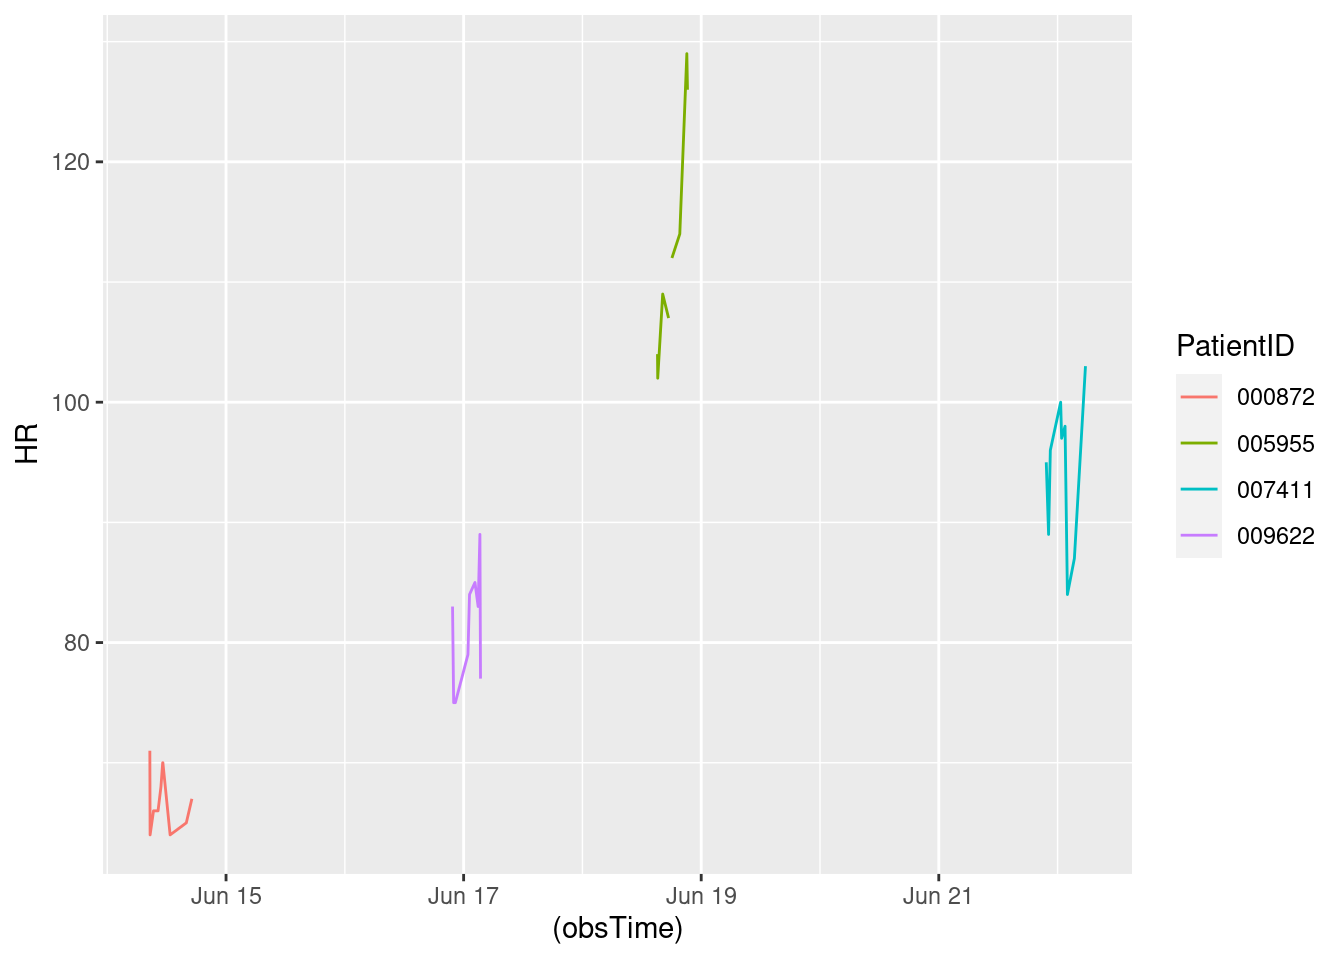 120
100
80
HR
Jun 15
Jun 17
Jun 19
Jun 21
(obsTime)
PatientID
000872
005955
007411
009622